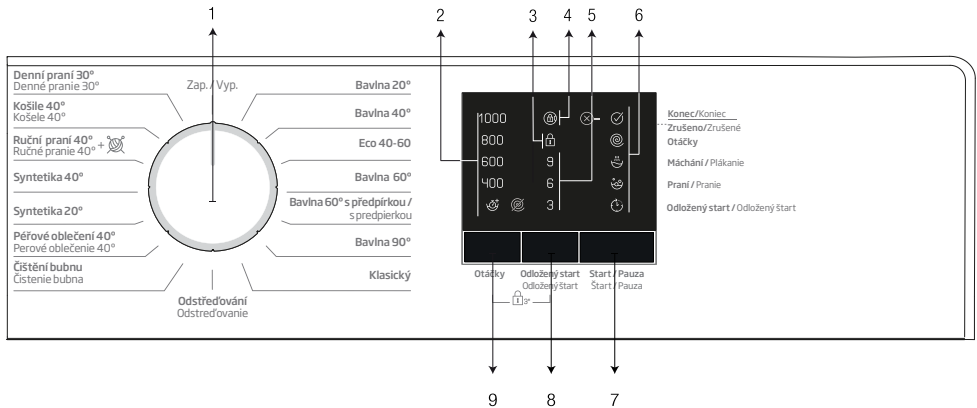 1
2
3
4
5
6
Denní praní 30°
Denné pranie 30°
Košile 40°
Košele 40°
Ruční praní 40° +
Ručné pranie 40°
Syntetika 40°
Syntetika 20°
Péřové oblečení 40°
Perové oblečenie 40°
Čištění bubnu
Čistenie bubna
Zap. / Vyp.
Odstřeďování
Odstreďovanie
Bavlna 20°
Bavlna 40°
Eco 40-60
Bavlna 60°
Bavlna 60° s předpírkou /
s predpierkou
Bavlna 90°
Klasický
1000
800
600
400
9
6
3
Konec/Koniec
Zrušeno/Zrušené
Otáčky
Máchání / Plákanie
Praní / Pranie
Odložený start / Odložený štart
Otáčky
Odložený start
Odložený štart
Start / Pauza
Štart / Pauza
3"
9
8
7